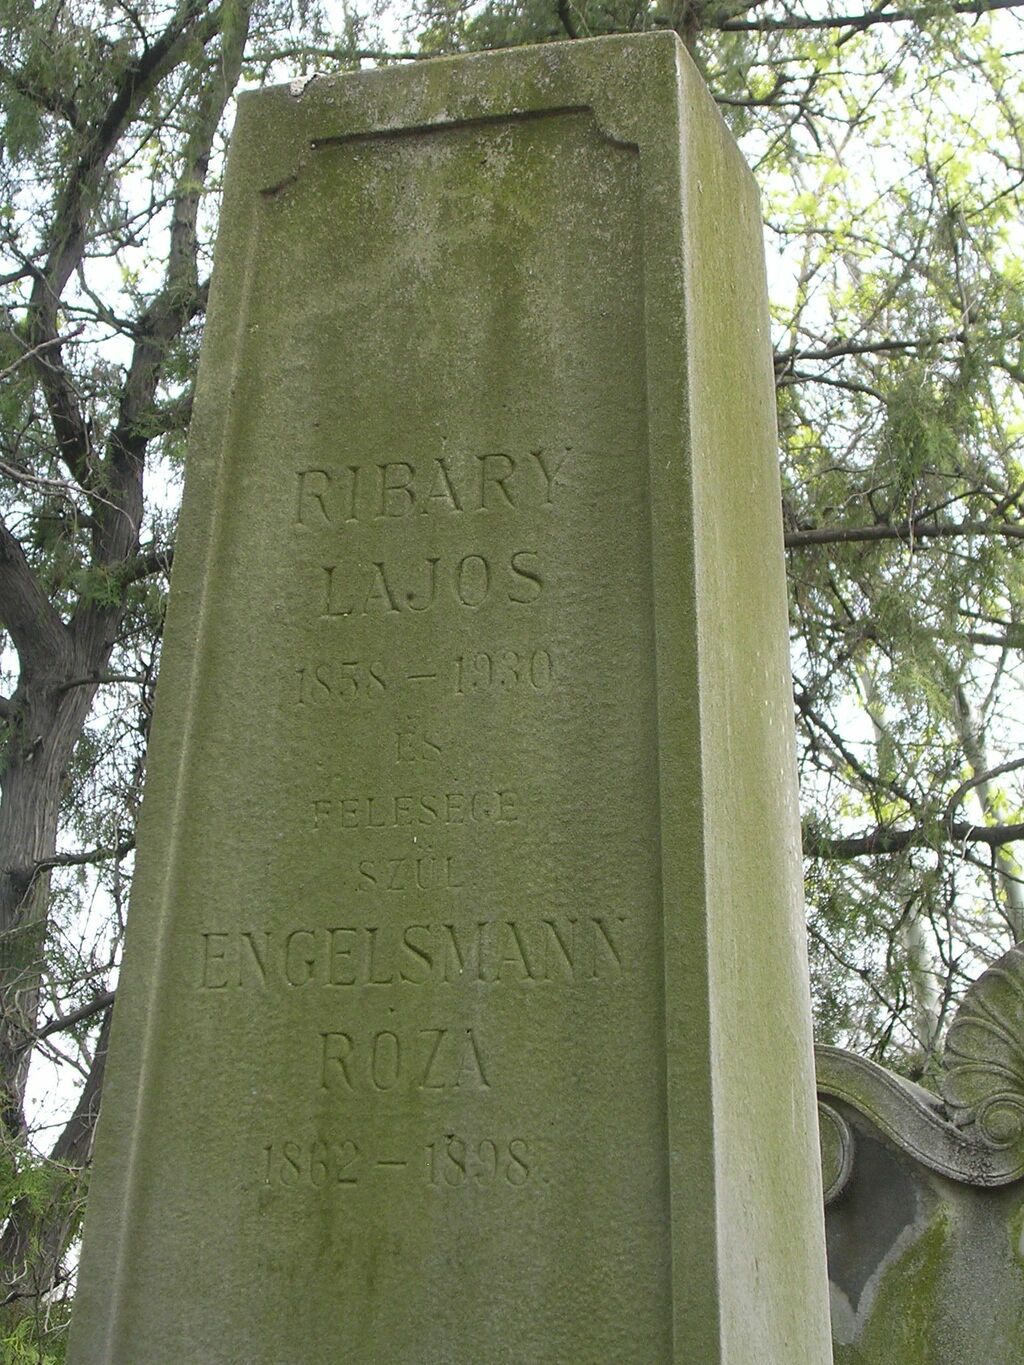 RIBÁRY
LAJOS
1858 – 1930
ÉS
FELESÉGE
SZÜL.
ENGELSMANN
RÓZA
1862 – 1898.